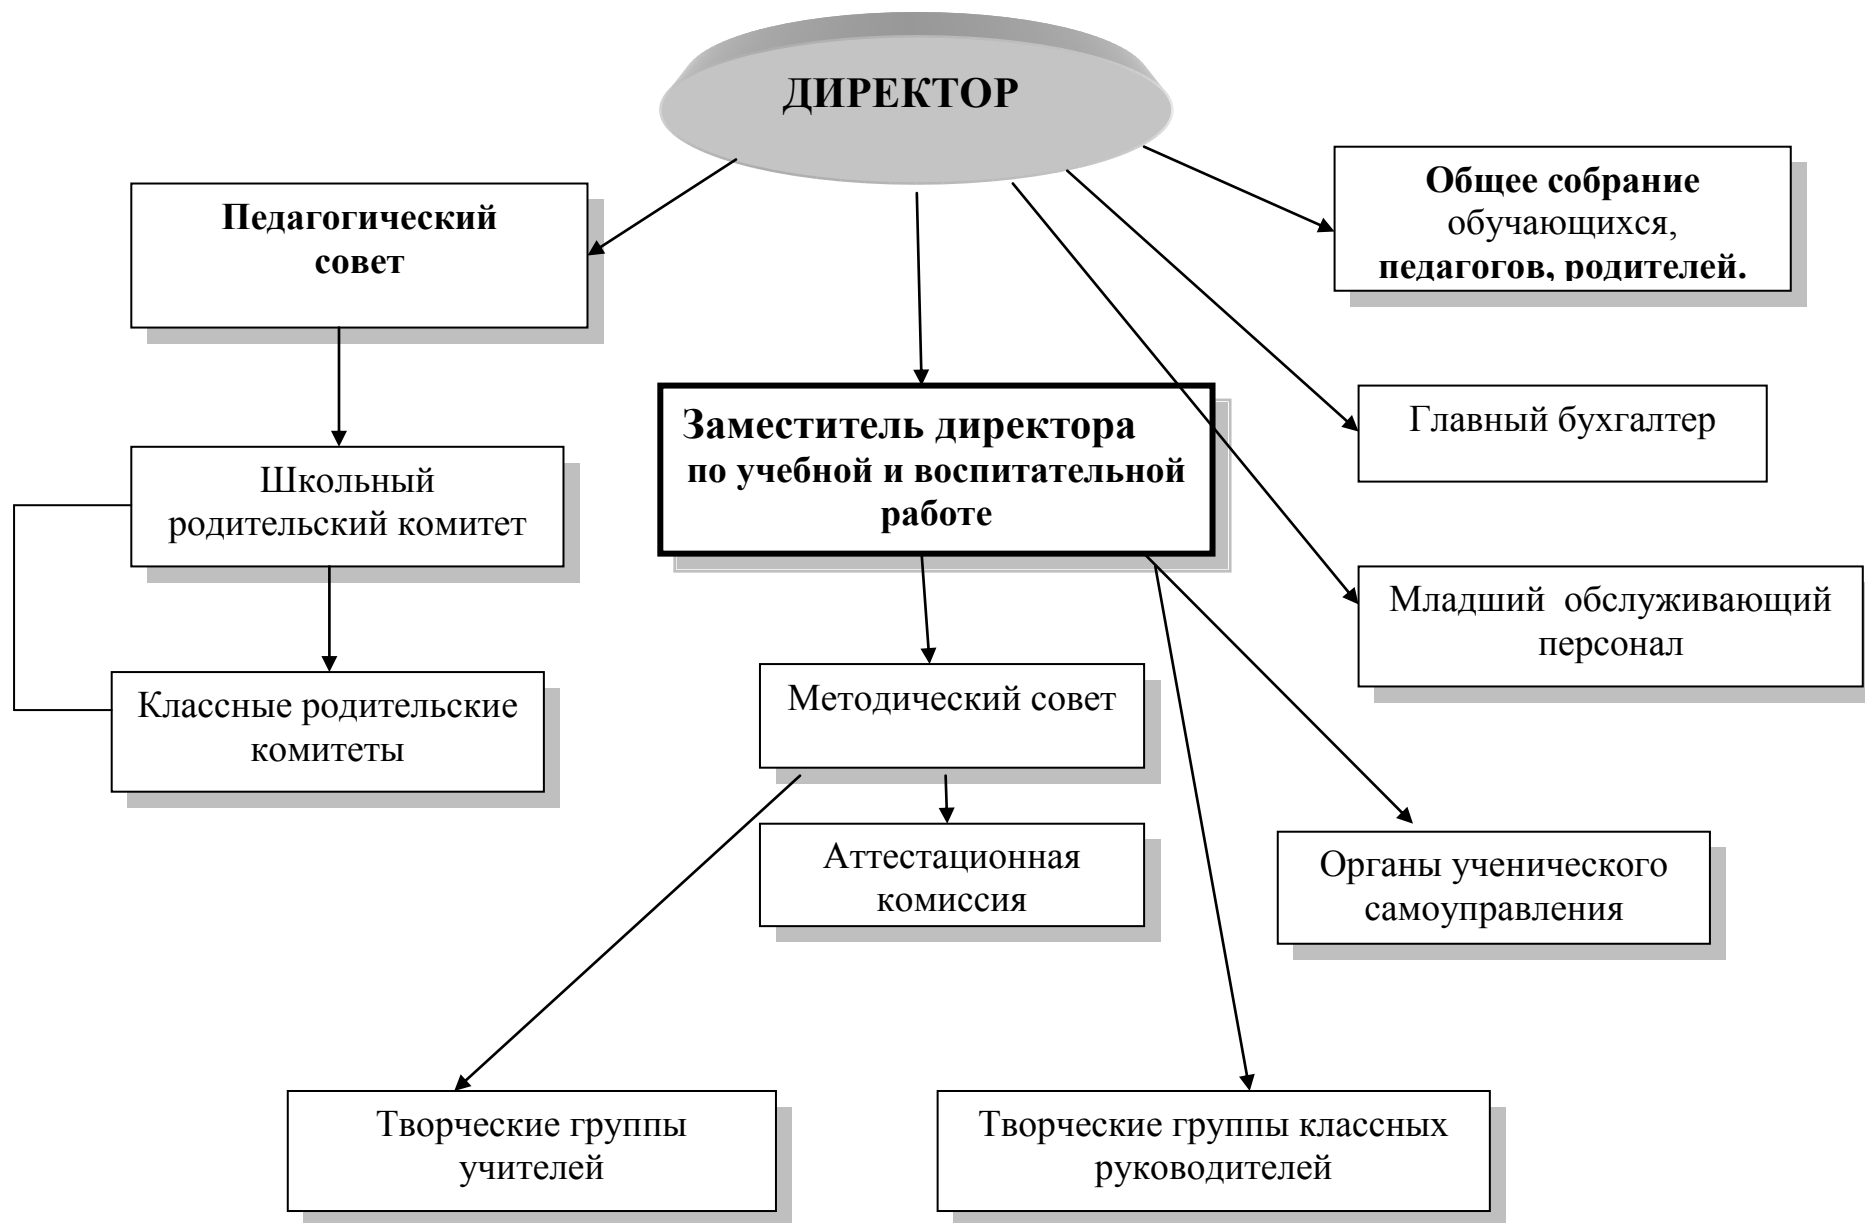 ДИРЕКТОР
Общее собрание
обучающихся,
педагогов, родителей.
Педагогический
совет
Заместитель директора
по учебной и воспитательной
работе
Главный бухгалтер
Школьный
родительский комитет
Младший обслуживающий
персонал
Классные родительские
комитеты
Методический совет
Аттестационная
комиссия
Органы ученического
самоуправления
Творческие группы
учителей
Творческие группы классных
руководителей